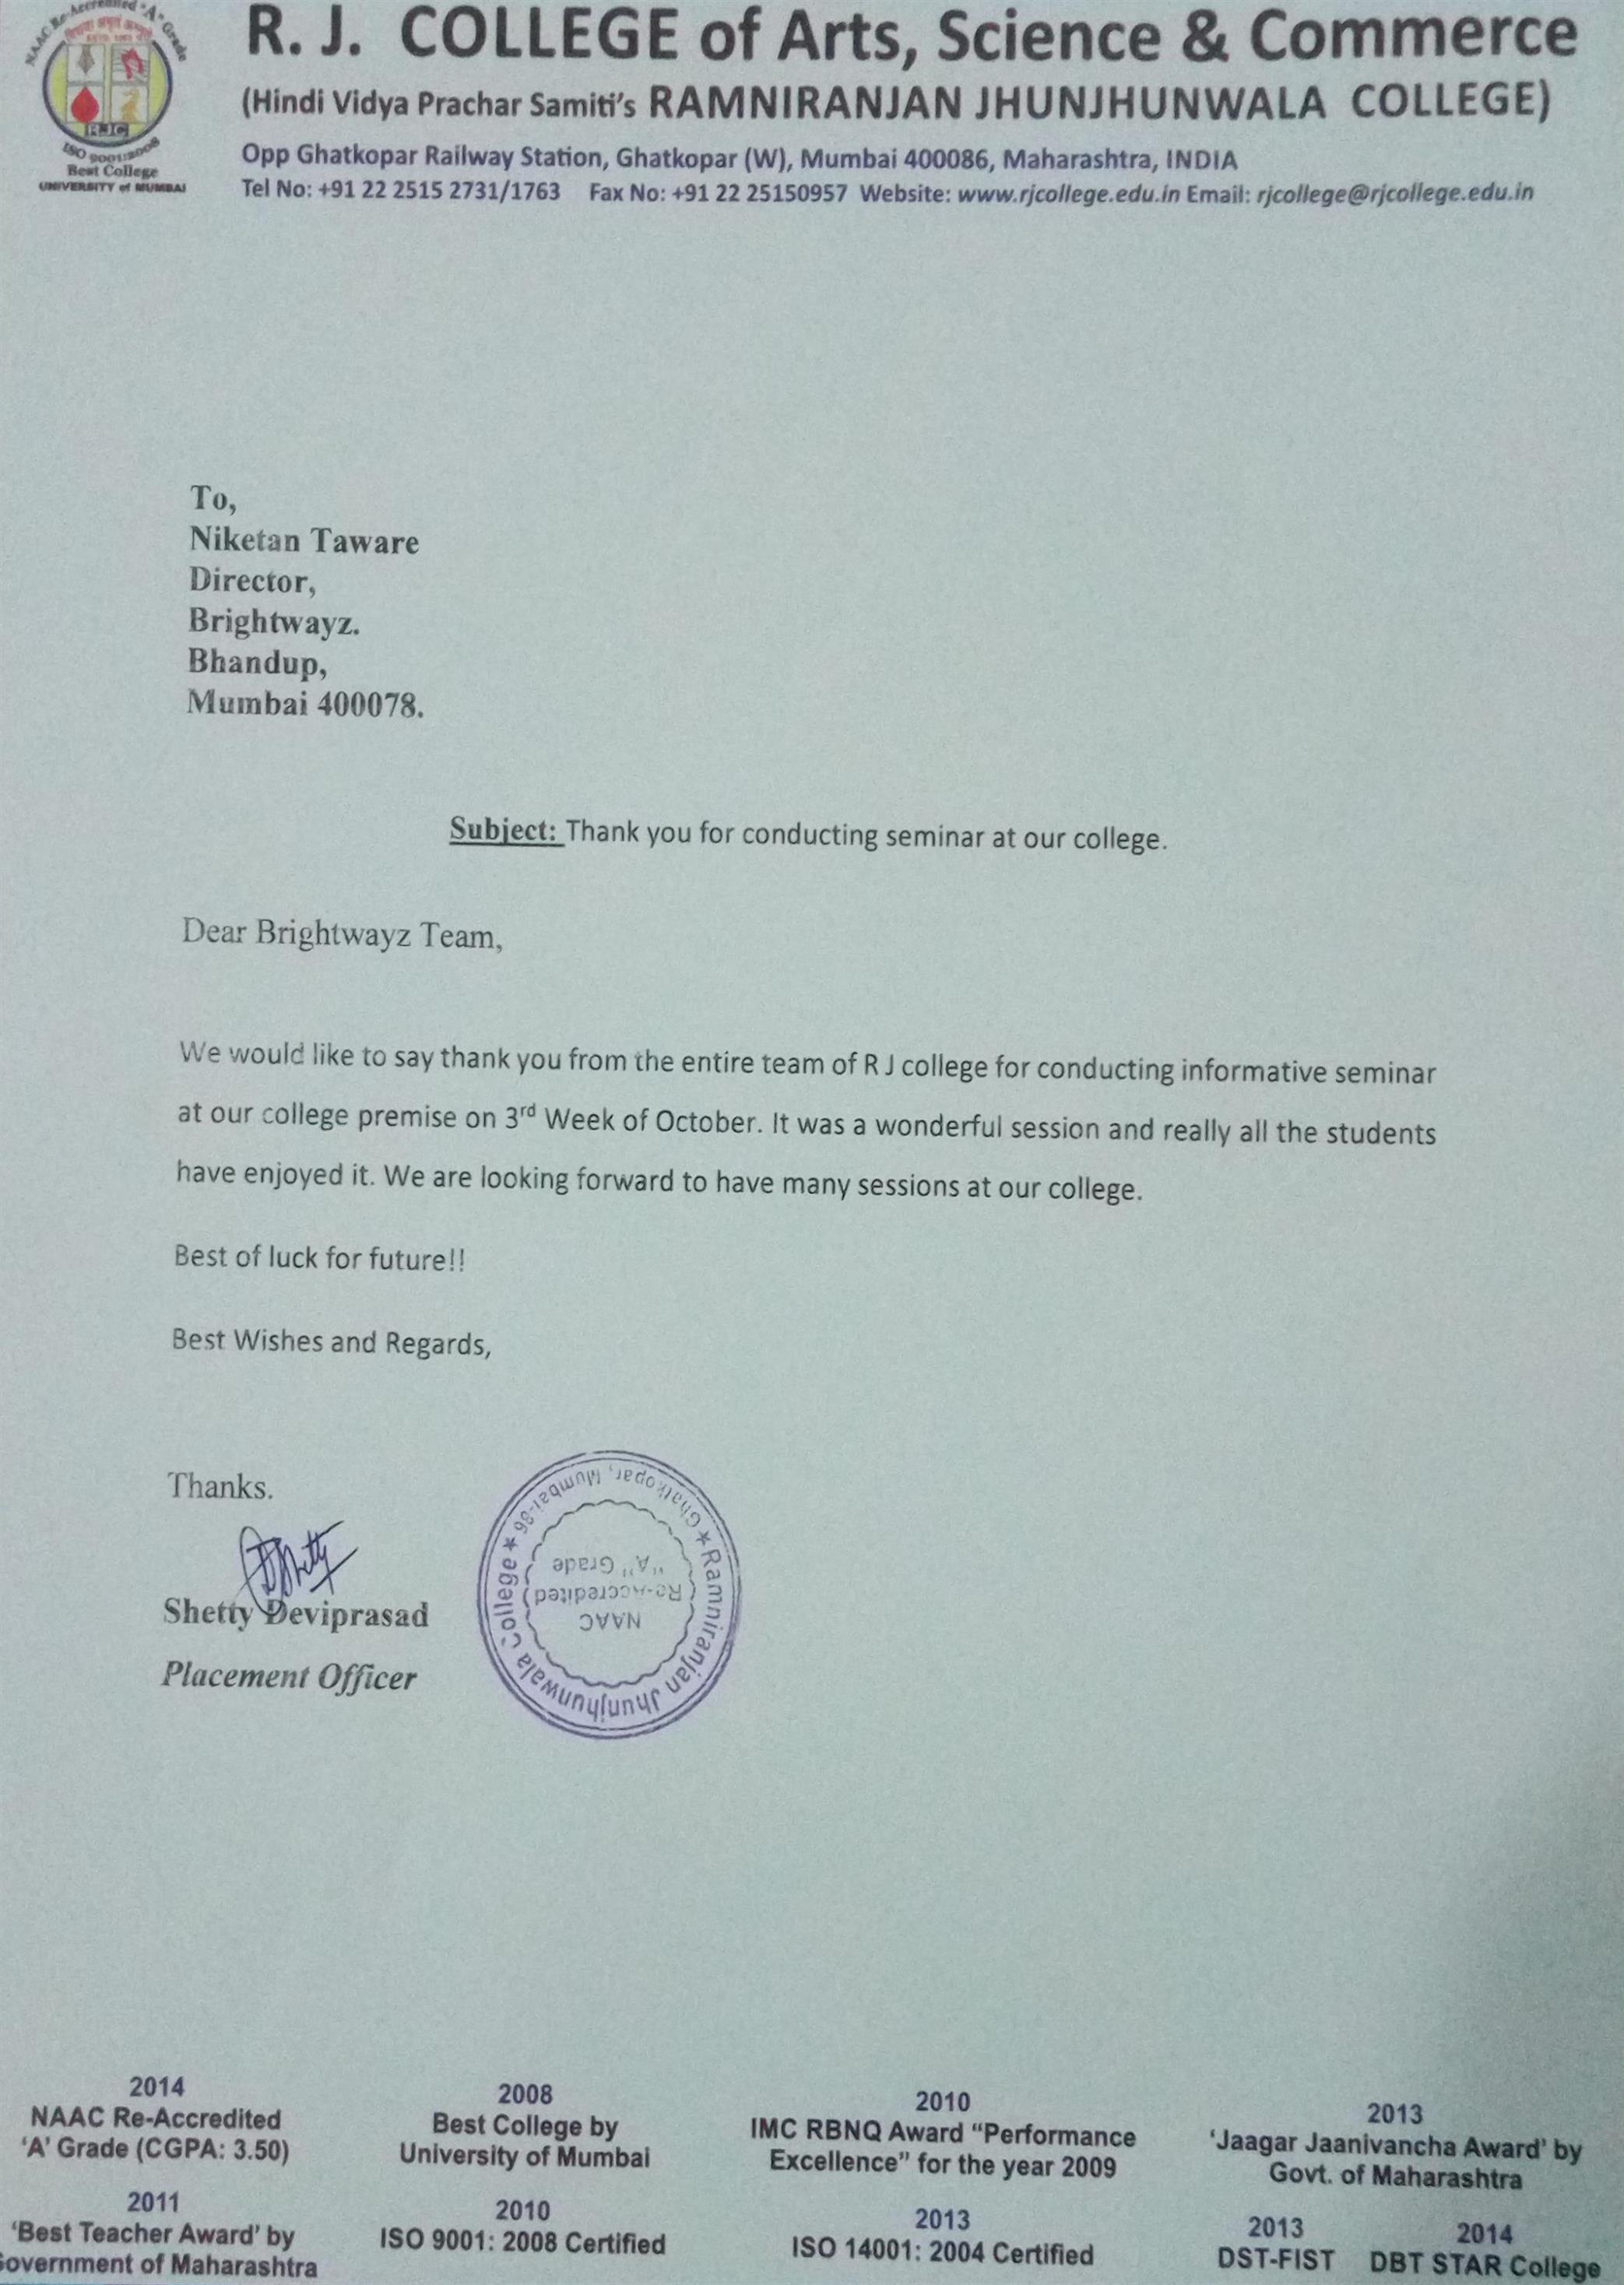 NAAC Re-Accredited "A" Grade
RJC
ISO 9001:2008
Best College
UNIVERSITY of MUMBAI
R. J. COLLEGE of Arts, Science & Commerce
(Hindi Vidya Prachar Samiti's RAMNIRANJAN JHUNJHUNWALA COLLEGE)
Opp Ghatkopar Railway Station, Ghatkopar (W), Mumbai 400086, Maharashtra, INDIA
Tel No: +91 22 2515 2731/1763 Fax No: +91 22 25150957 Website: www.rjcollege.edu.in Email: rjcollege@rjcollege.edu.in
To,
Niketan Taware
Director,
Brightwayz.
Bhandup,
Mumbai 400078.
Subject: Thank you for conducting seminar at our college.
Dear Brightwayz Team,
We would like to say thank you from the entire team of R J college for conducting informative seminar
at our college premise on 3rd Week of October. It was a wonderful session and really all the students
have enjoyed it. We are looking forward to have many sessions at our college.
Best of luck for future!!
Best Wishes and Regards,
Thanks.
Shetty Deviprasad
Placement Officer
Ramniranjan Jhunjhunwala College ★ Ghatkopar, Mumbai-86 ★
NAAC
Re-Accredited
"A" Grade
2014
NAAC Re-Accredited
'A' Grade (CGPA: 3.50)
2008
Best College by
University of Mumbai
2010
IMC RBNQ Award "Performance
Excellence" for the year 2009
2013
'Jaagar Jaanivancha Award' by
Govt. of Maharashtra
2011
'Best Teacher Award' by
Government of Maharashtra
2010
ISO 9001: 2008 Certified
2013
ISO 14001: 2004 Certified
2013
DST-FIST
2014
DBT STAR College